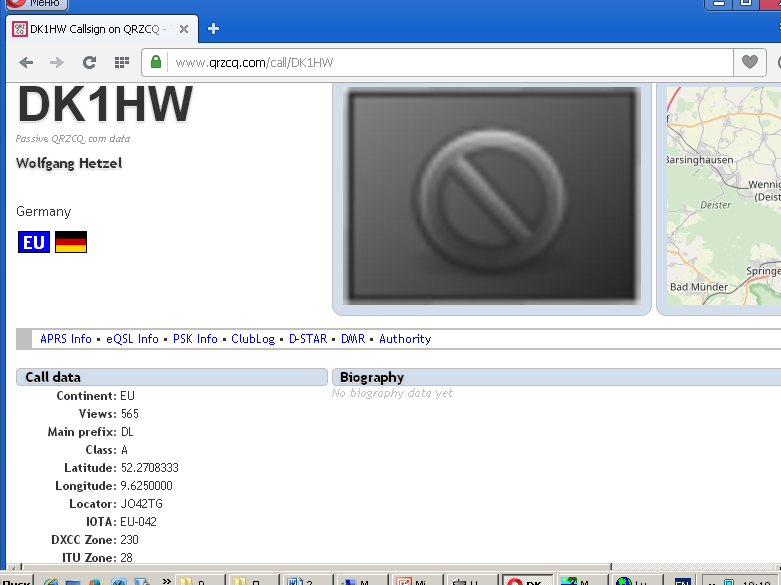 Меню
DK1HW Callsign on QRZCQ -
www.qrzcq.com/call/DK1HW
DK1HW
Passive QRZCQ.com data
Wolfgang Hetzel
Germany
EU
Barsinghausen
Wennig
(Deist
Deister
Springe
Bad Münder
APRS Info • eQSL Info • PSK Info • ClubLog • D-STAR • DMR • Authority
Call data
Biography
Continent: EU
No biography data yet
Views: 565
Main prefix: DL
Class: A
Latitude: 52.2708333
Longitude: 9.6250000
Locator: JO42TG
IOTA: EU-042
DXCC Zone: 230
ITU Zone: 28